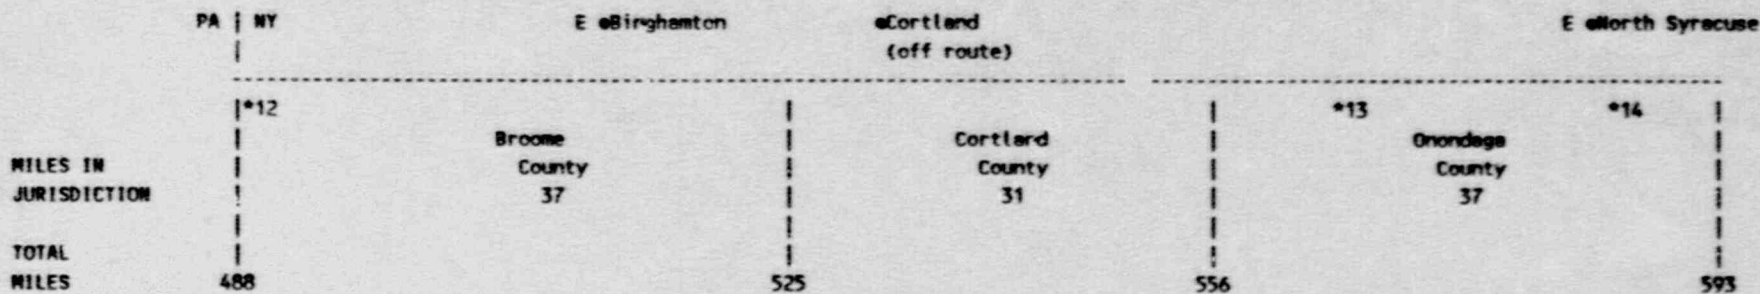 PA | NY E Binghamton Cortland E North Syracuse
(off route)
*12 *13 *14
Broome Cortland Onondaga
MILES IN County County County
JURISDICTION 37 31 37
TOTAL
MILES 488 525 556 593